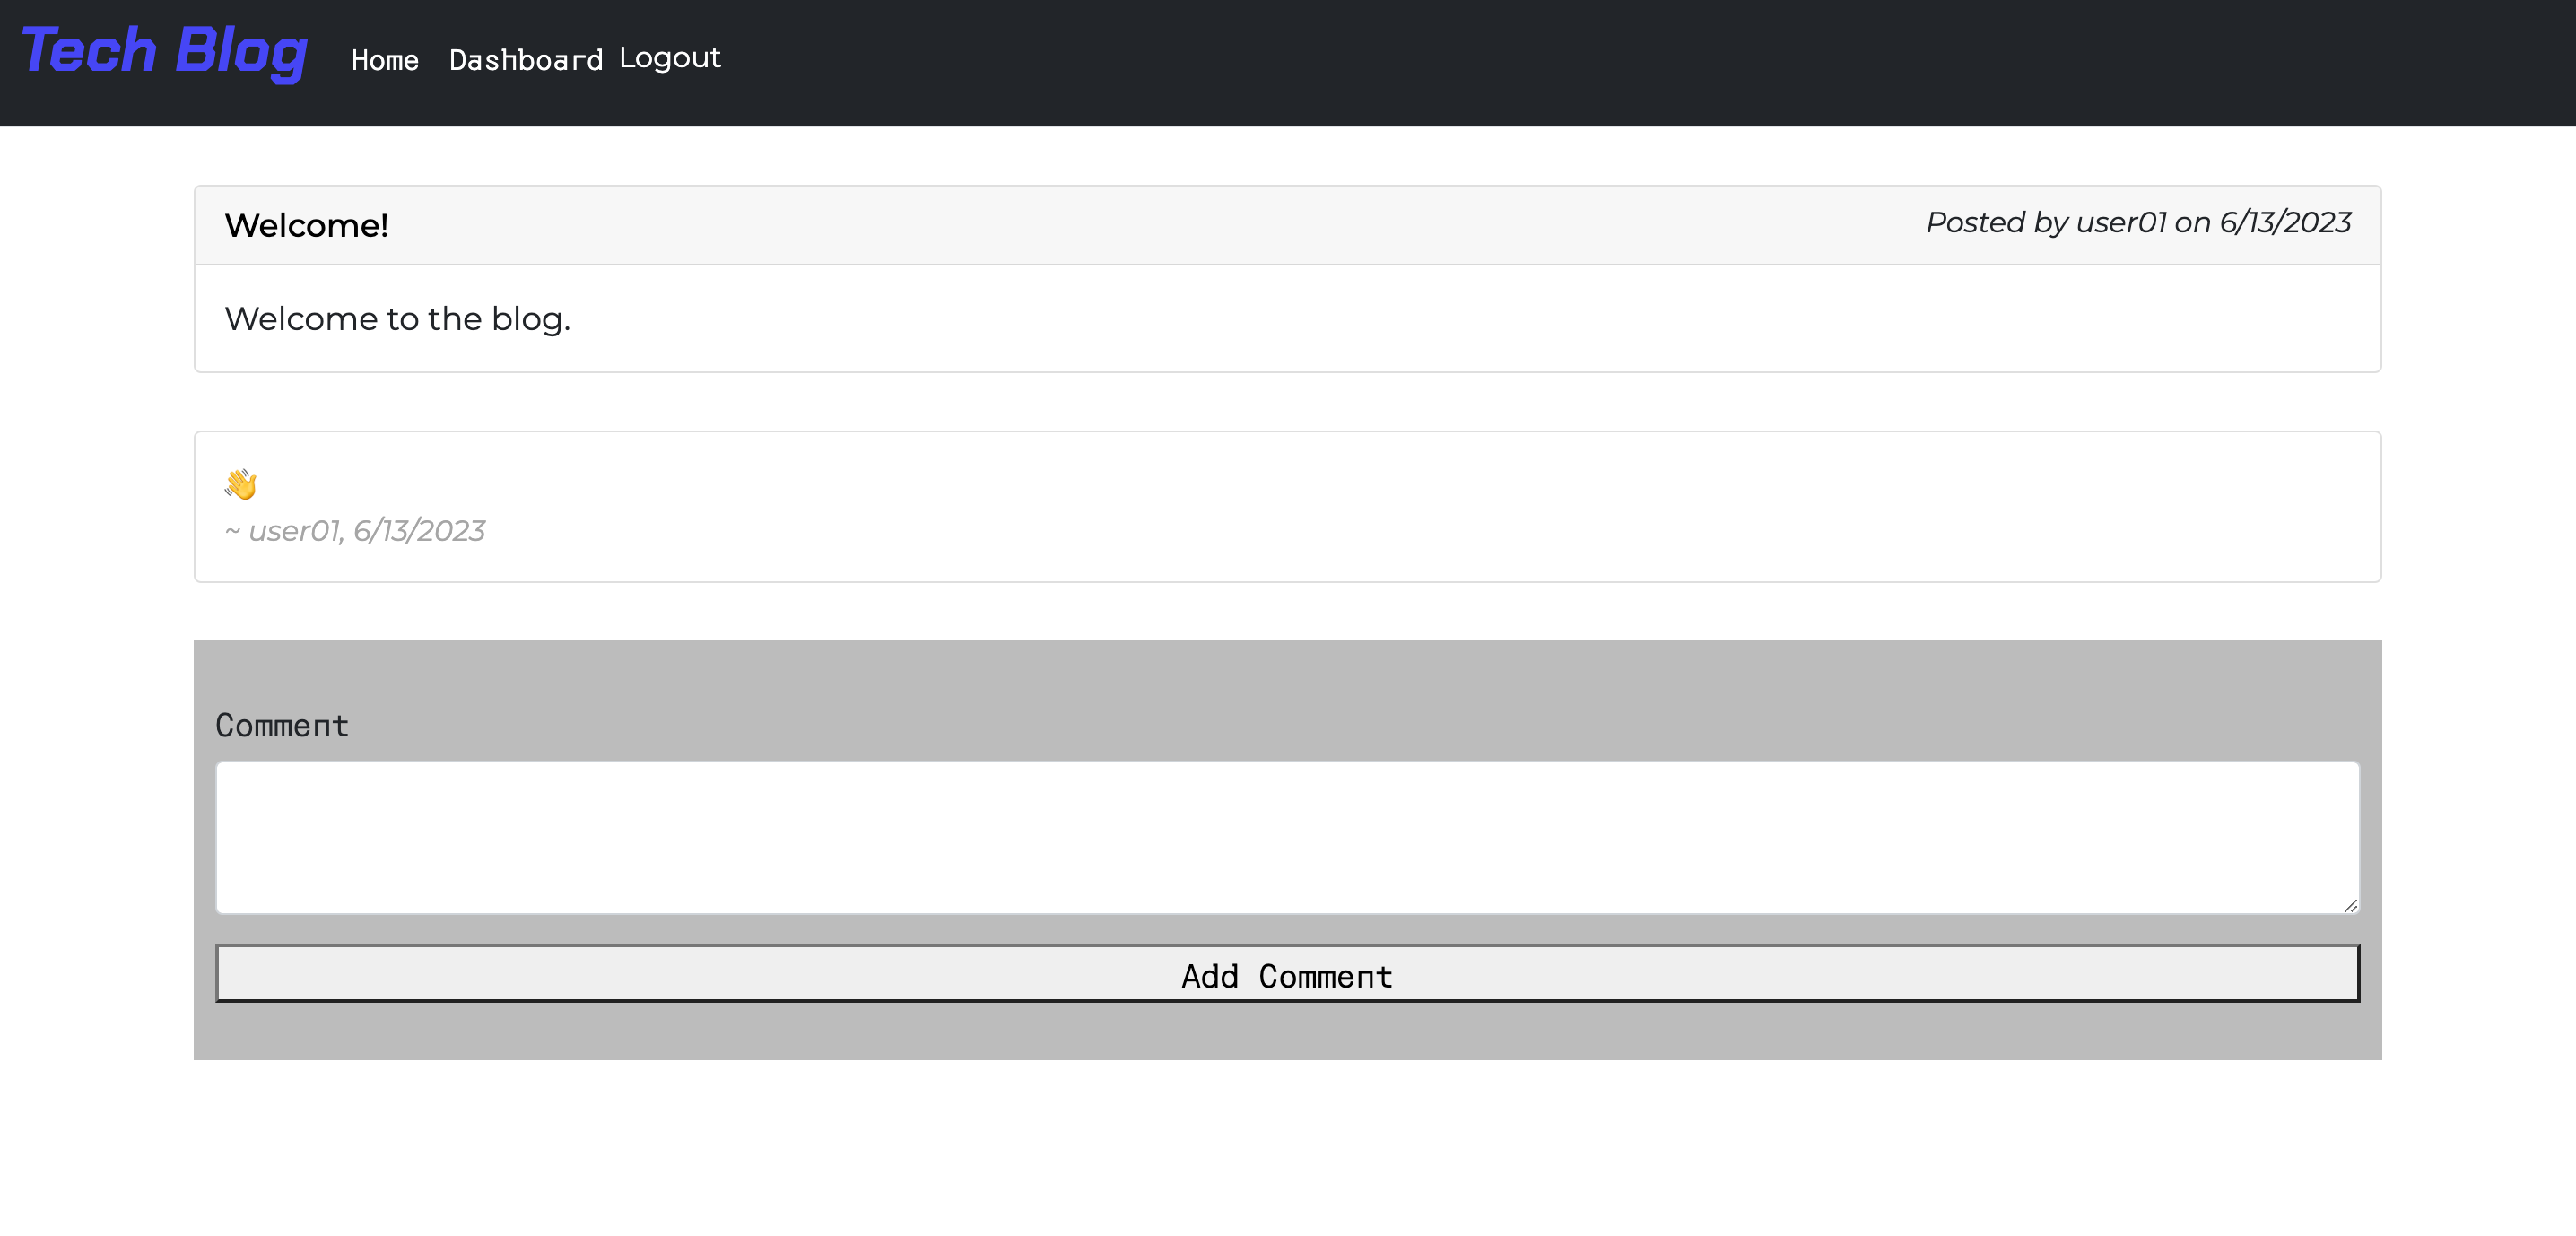 Tech Blog Home Dashboard Logout
Welcome! Posted by user01 on 6/13/2023
Welcome to the blog.
👋
~ user01, 6/13/2023
Comment
Add Comment